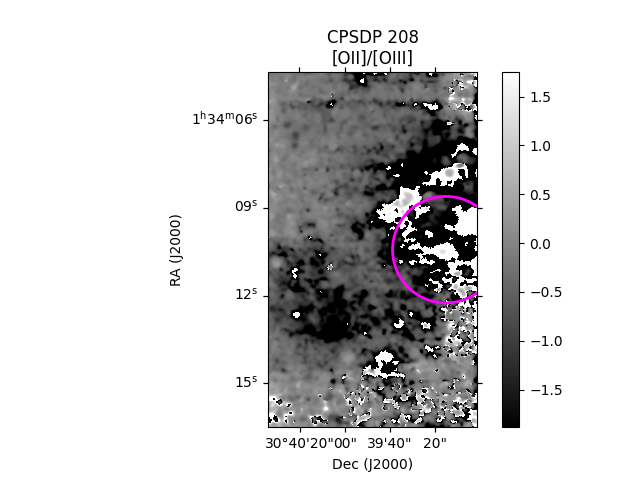 CPSDP 208
[OII]/[OIII]
1ʰ34ᵐ06ˢ
09ˢ
12ˢ
15ˢ
RA (J2000)
30°40'20"00" 39'40" 20"
Dec (J2000)
1.5
1.0
0.5
0.0
−0.5
−1.0
−1.5